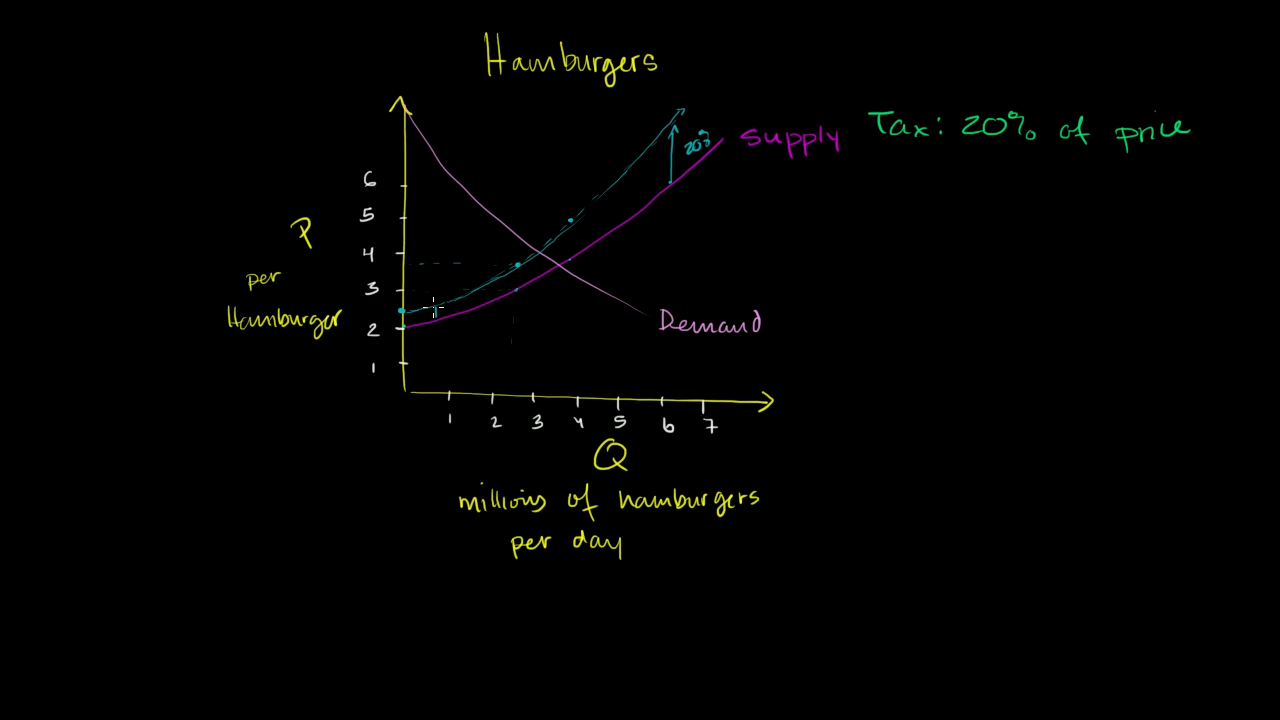 Hamburgers
Tax: 20% of price
supply
20%
6
5
4
3
2
1
P
per
Hamburger
Demand
1 2 3 4 5 6 7
Q
millions of hamburgers
per day